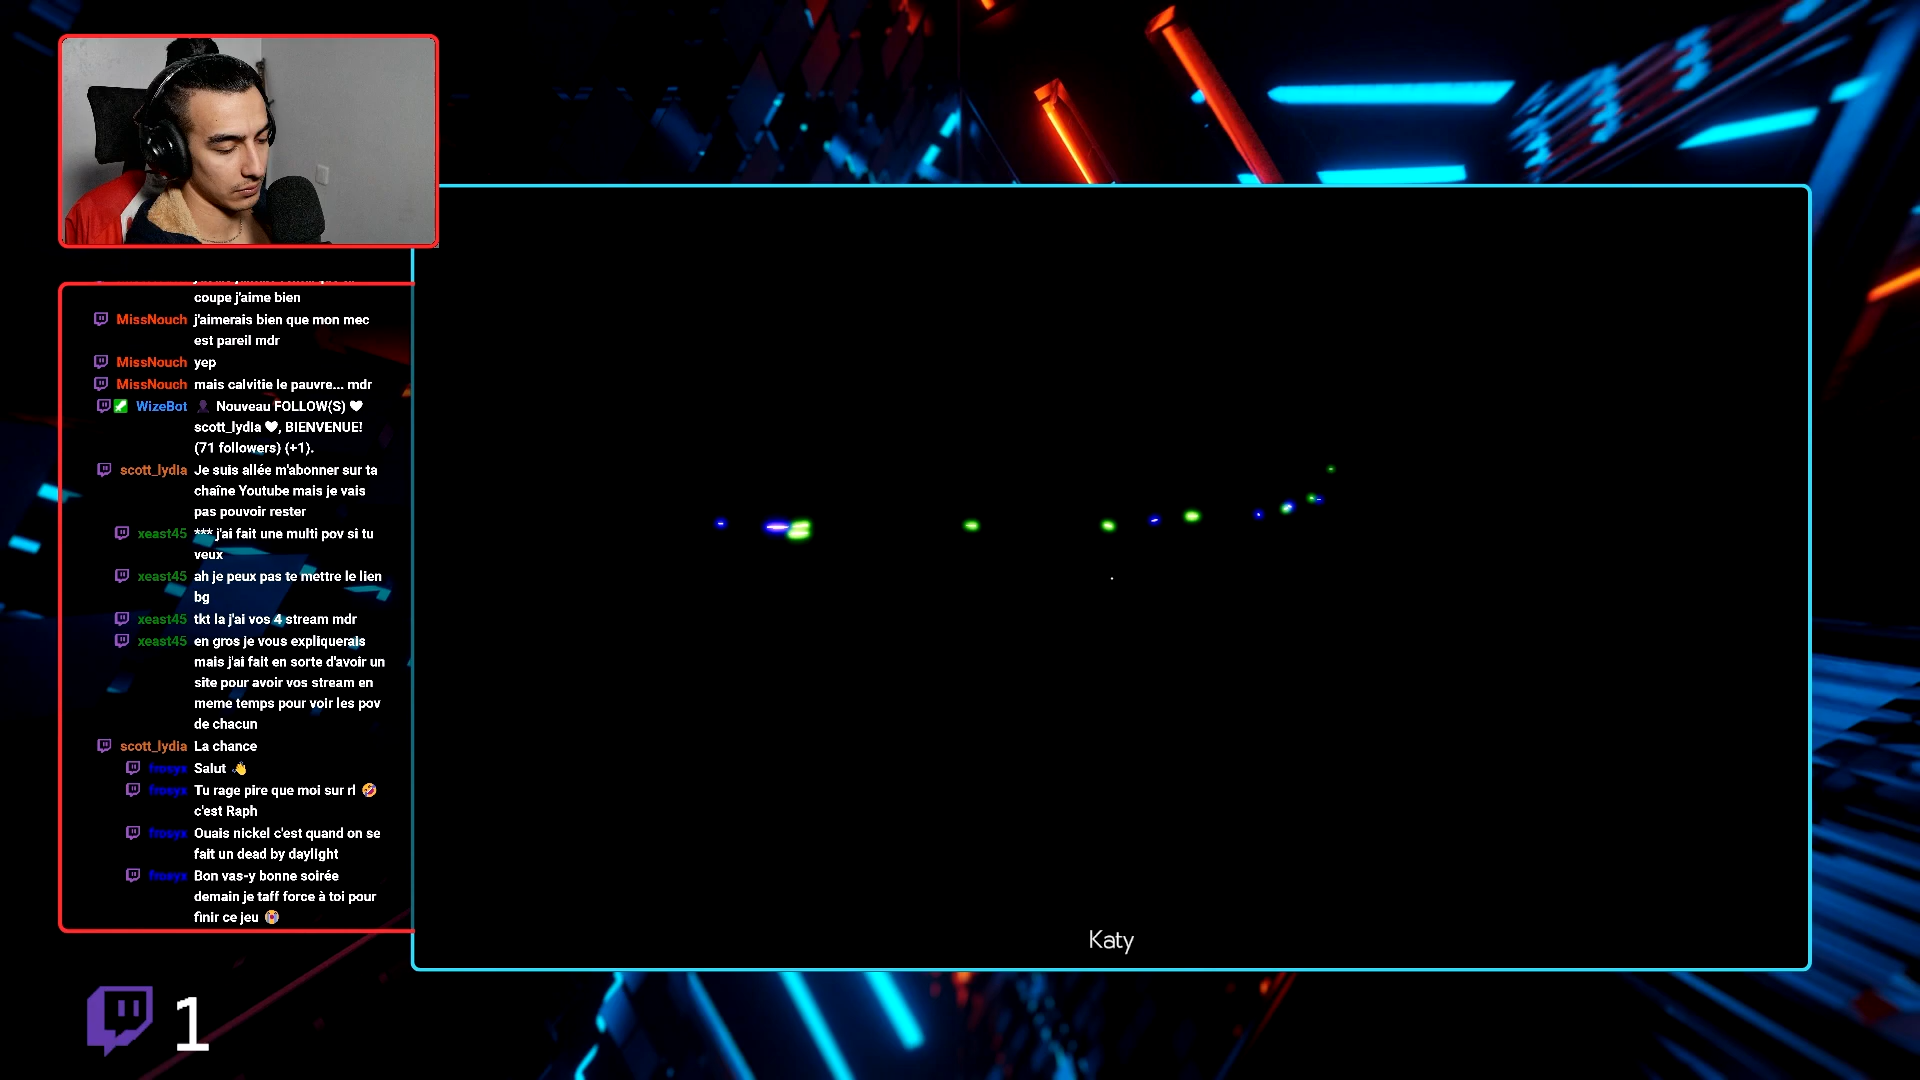 coupe j'aime bien
MissNouch j'aimerais bien que mon mec
est pareil mdr
MissNouch yep
MissNouch mais calvitie le pauvre... mdr
WizeBot 👤 Nouveau FOLLOW(S) ♥
scott_lydia ♥, BIENVENUE!
(71 followers) (+1).
scott_lydia Je suis allée m'abonner sur ta
chaîne Youtube mais je vais
pas pouvoir rester
xeast45 *** j'ai fait une multi pov si tu
veux
xeast45 ah je peux pas te mettre le lien
bg
xeast45 tkt la j'ai vos 4 stream mdr
xeast45 en gros je vous expliquerais
mais j'ai fait en sorte d'avoir un
site pour avoir vos stream en
meme temps pour voir les pov
de chacun
scott_lydia La chance
Salut 👋
Tu rage pire que moi sur rl 🤣
c'est Raph
Ouais nickel c'est quand on se
fait un dead by daylight
Bon vas-y bonne soirée
demain je taff force à toi pour
finir ce jeu
Katy
1